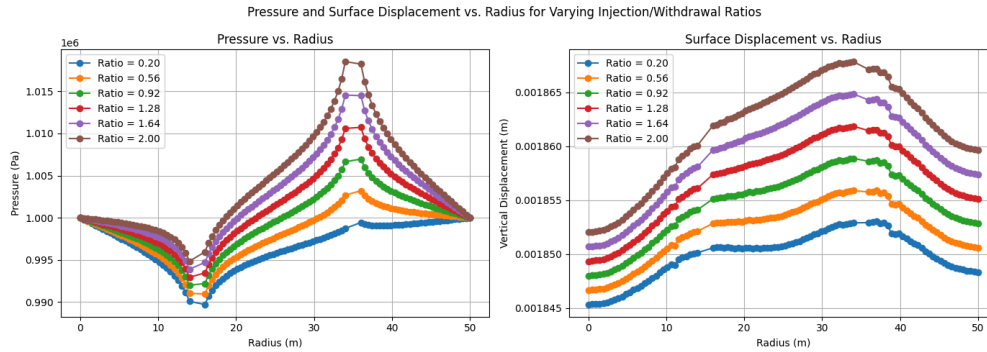 Pressure and Surface Displacement vs. Radius for Varying Injection/Withdrawal Ratios
Pressure vs. Radius
1e6
Ratio = 0.20
Ratio = 0.56
Ratio = 0.92
Ratio = 1.28
Ratio = 1.64
Ratio = 2.00
1.015
1.010
1.005
1.000
0.995
0.990
Pressure (Pa)
0
10
20
30
40
50
Radius (m)
Surface Displacement vs. Radius
Ratio = 0.20
Ratio = 0.56
Ratio = 0.92
Ratio = 1.28
Ratio = 1.64
Ratio = 2.00
0.001865
0.001860
0.001855
0.001850
0.001845
Vertical Displacement (m)
0
10
20
30
40
50
Radius (m)